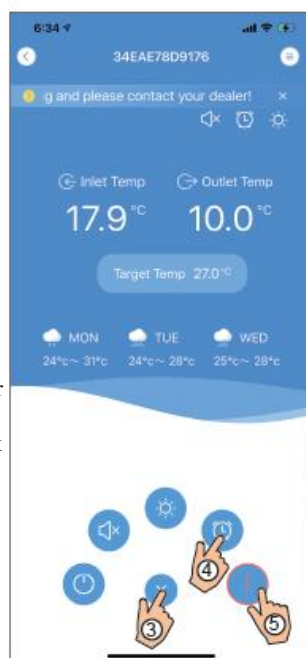 6:34
34EAE78D9176
g and please contact your dealer! ×
Inlet Temp Outlet Temp
17.9°C 10.0°C
Target Temp 27.0°C
MON TUE WED
24°c~ 31°c 24°c~ 28°c 25°c~ 28°c
④
③ ⑤